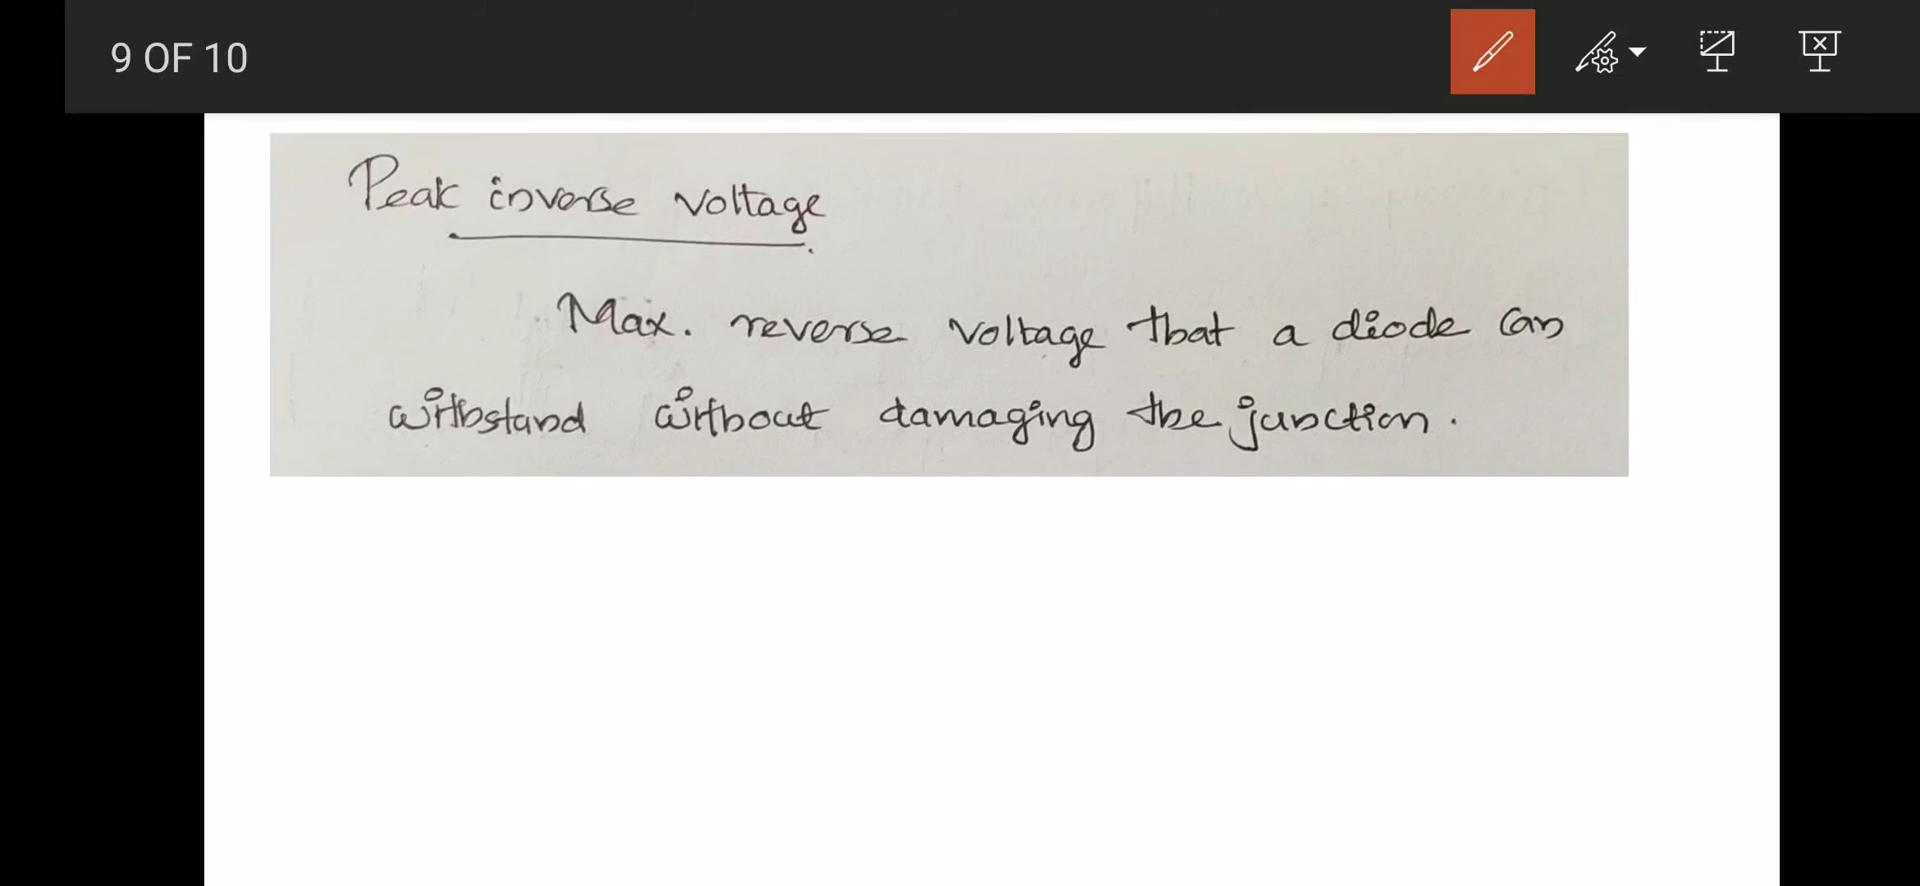 9 OF 10
Peak inverse voltage
Max. reverse voltage that a diode can
withstand without damaging the junction.